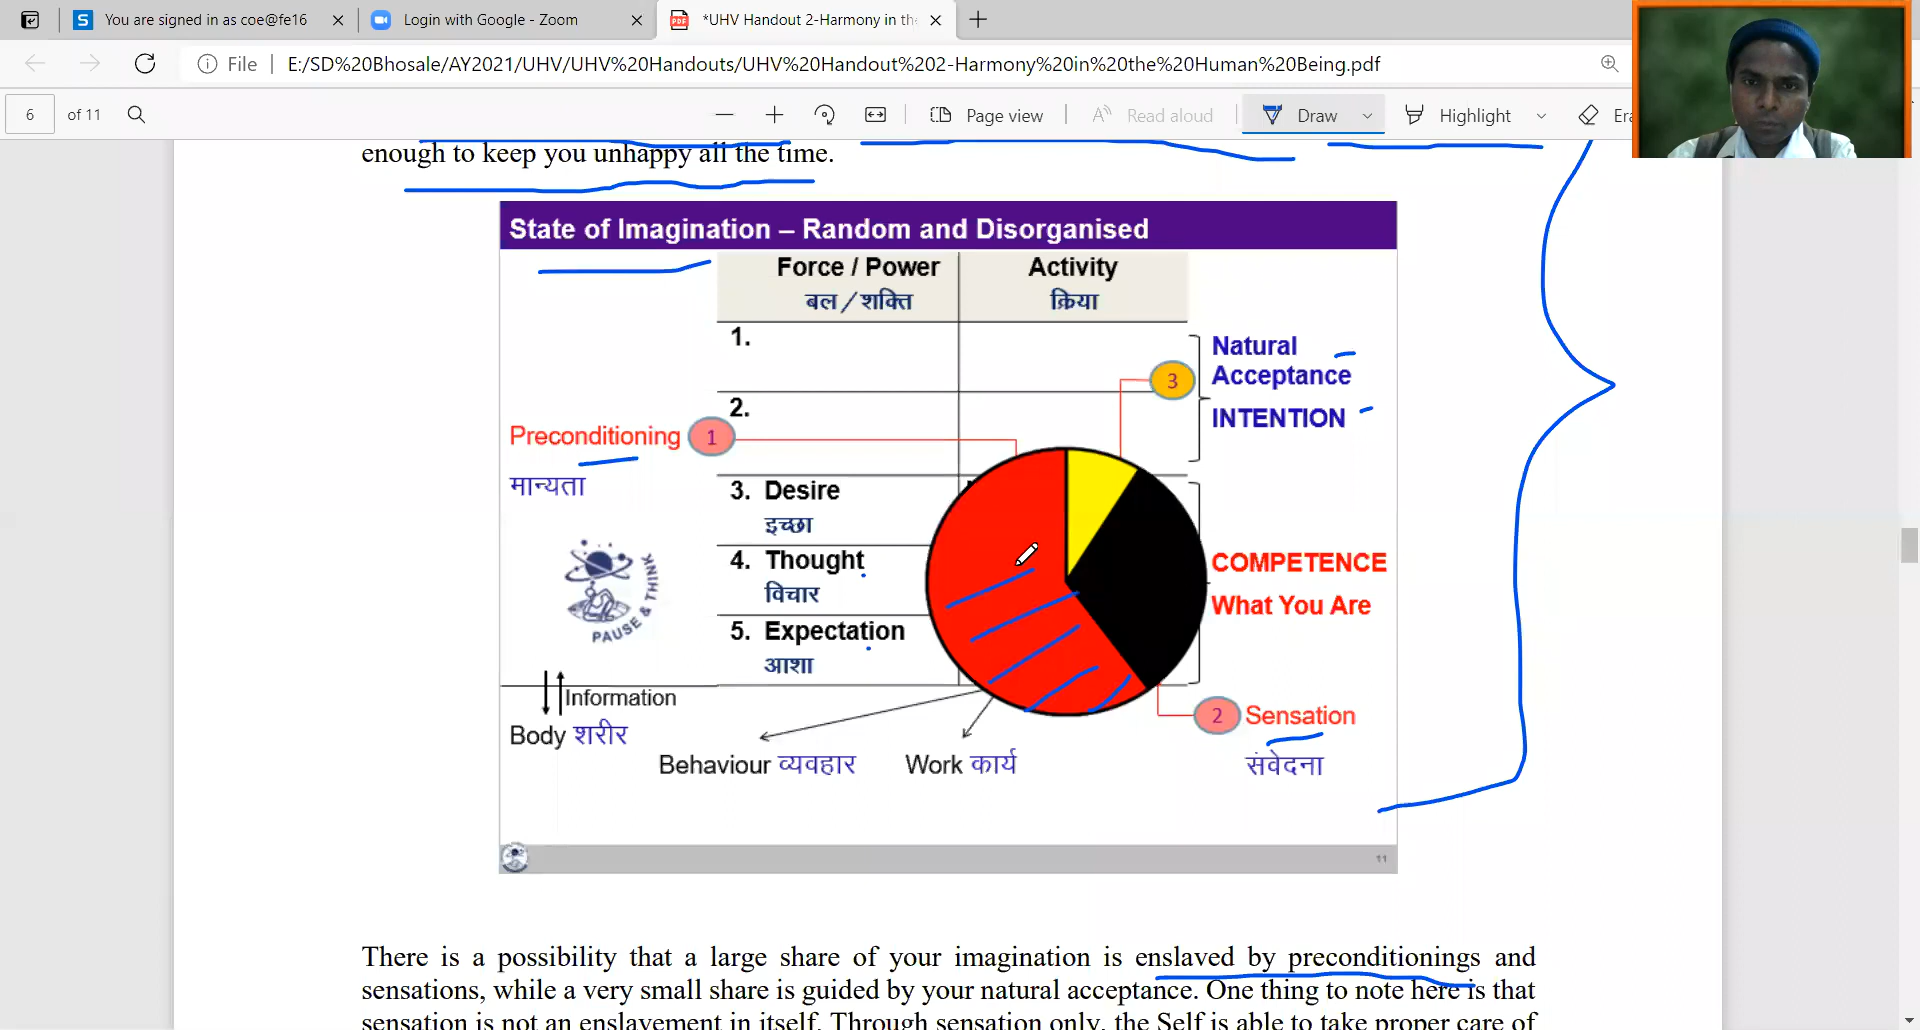 You are signed in as coe@fe16
Login with Google - Zoom
*UHV Handout 2-Harmony in the
File
E:/SD%20Bhosale/AY2021/UHV/UHV%20Handouts/UHV%20Handout%202-Harmony%20in%20the%20Human%20Being.pdf
6 of 11
Page view
Read aloud
Draw
Highlight
enough to keep you unhappy all the time.
State of Imagination – Random and Disorganised
Force / Power
Activity
बल / शक्ति
क्रिया
1.
Natural
Acceptance
3
INTENTION
2.
Preconditioning 1
मान्यता
3. Desire
इच्छा
4. Thought
विचार
COMPETENCE
What You Are
PAUSE & THINK
5. Expectation
आशा
Information
Body शरीर
2 Sensation
संवेदना
Behaviour व्यवहार
Work कार्य
11
There is a possibility that a large share of your imagination is enslaved by preconditionings and
sensations, while a very small share is guided by your natural acceptance. One thing to note here is that
sensation is not an enslavement in itself. Through sensation only, the Self is able to take proper care of